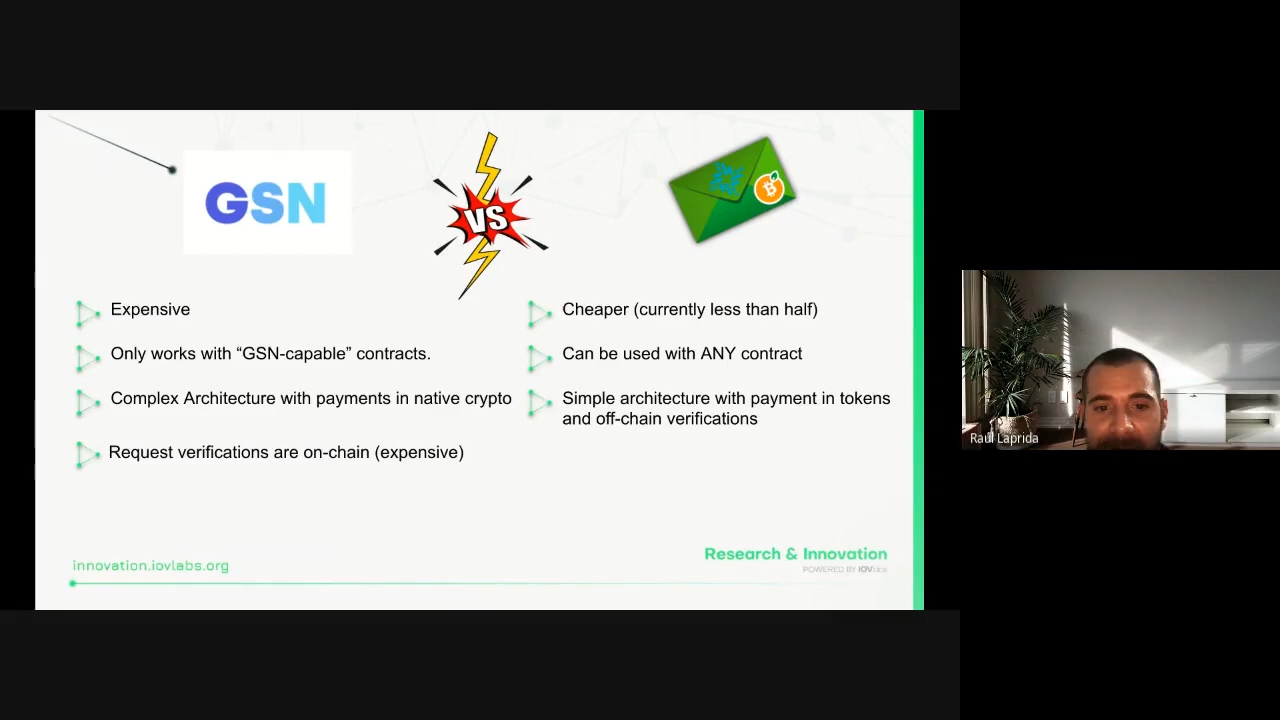 GSN
VS
Expensive
Only works with “GSN-capable” contracts.
Complex Architecture with payments in native crypto
Request verifications are on-chain (expensive)
Cheaper (currently less than half)
Can be used with ANY contract
Simple architecture with payment in tokens
and off-chain verifications
innovation.iovlabs.org
Research & Innovation
POWERED BY IOVlabs
Raúl Laprida